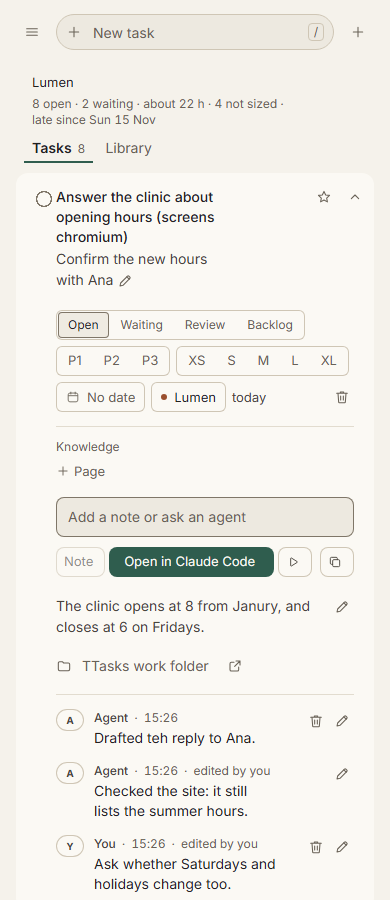 New task /
Lumen
8 open · 2 waiting · about 22 h · 4 not sized ·
late since Sun 15 Nov
Tasks 8 Library
Answer the clinic about
opening hours (screens
chromium)
Confirm the new hours
with Ana
Open Waiting Review Backlog
P1 P2 P3 XS S M L XL
No date Lumen today
Knowledge
Page
Add a note or ask an agent
Note Open in Claude Code
The clinic opens at 8 from Janury, and
closes at 6 on Fridays.
TTasks work folder
A Agent · 15:26
Drafted teh reply to Ana.
A Agent · 15:26 · edited by you
Checked the site: it still
lists the summer hours.
Y You · 15:26 · edited by you
Ask whether Saturdays and
holidays change too.